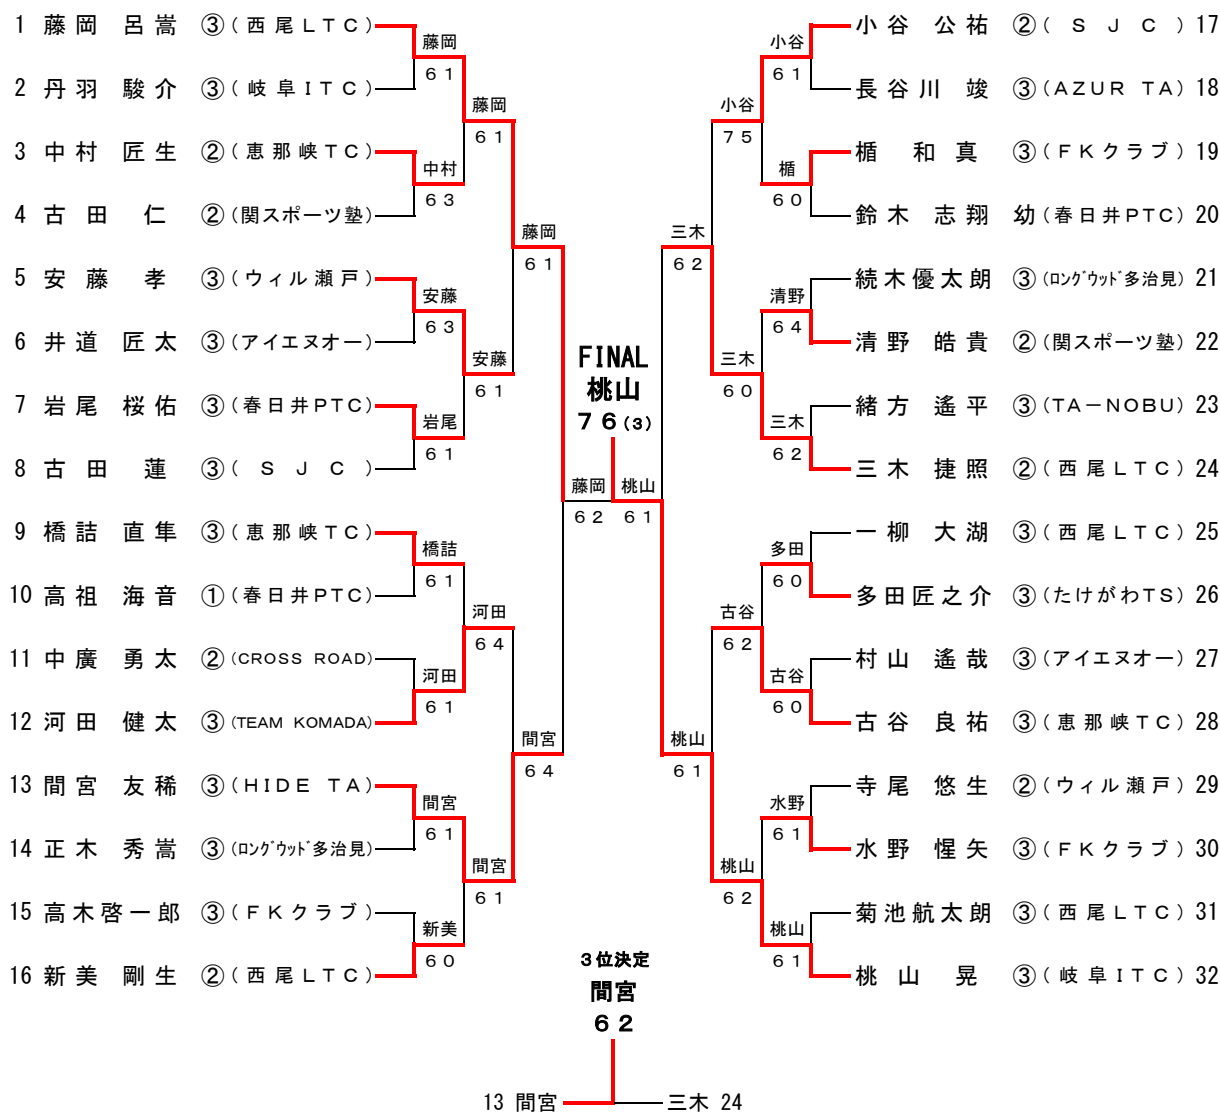 1 藤岡 呂嵩 ③(西尾LTC)
藤岡
61
2 丹羽 駿介 ③(岐阜ITC)
藤岡
61
3 中村 匠生 ②(恵那峡TC)
中村
63
4 古田 仁 ②(関スポーツ塾)
藤岡
61
5 安藤 孝 ③(ウィル瀬戸)
安藤
63
6 井道 匠太 ③(アイエヌオー)
安藤
61
7 岩尾 桜佑 ③(春日井PTC)
岩尾
61
8 古田 蓮 ③(SJC)
藤岡
62
9 橋詰 直隼 ③(恵那峡TC)
橋詰
61
10 高祖 海音 ①(春日井PTC)
河田
64
11 中廣 勇太 ②(CROSS ROAD)
河田
61
12 河田 健太 ③(TEAM KOMADA)
間宮
64
13 間宮 友稀 ③(HIDE TA)
間宮
61
14 正木 秀嵩 ③(ロングウッド多治見)
間宮
61
15 高木啓一郎 ③(FKクラブ)
新美
60
16 新美 剛生 ②(西尾LTC)
FINAL
桃山
76(3)
小谷 公祐 ②(SJC) 17
小谷
61
長谷川 竣 ③(AZUR TA) 18
小谷
75
楯 和真 ③(FKクラブ) 19
楯
60
鈴木 志翔 幼(春日井PTC) 20
三木
62
続木優太朗 ③(ロングウッド多治見) 21
清野
64
清野 皓貴 ②(関スポーツ塾) 22
三木
60
緒方 遙平 ③(TA－NOBU) 23
三木
62
三木 捷照 ②(西尾LTC) 24
桃山
61
一柳 大湖 ③(西尾LTC) 25
多田
60
多田匠之介 ③(たけがわTS) 26
古谷
62
村山 遙哉 ③(アイエヌオー) 27
古谷
60
古谷 良祐 ③(恵那峡TC) 28
桃山
61
寺尾 悠生 ②(ウィル瀬戸) 29
水野
61
水野 惺矢 ③(FKクラブ) 30
桃山
62
菊池航太朗 ③(西尾LTC) 31
桃山
61
桃山 晃 ③(岐阜ITC) 32
3位決定
間宮
62
13 間宮
三木 24